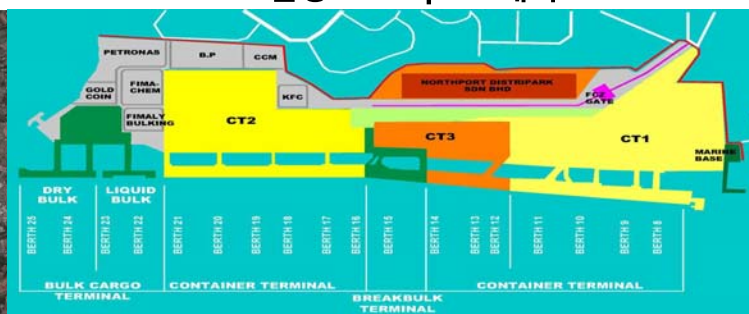 PETRONAS
B.P
CCM
GOLD
COIN
FIMA-
CHEM
KFC
NORTHPORT DISTRIPARK
SDN BHD
FCZ
GATE
FIMALY
BULKING
CT2
CT3
CT1
MARINE
BASE
DRY
BULK
LIQUID
BULK
BERTH 25
BERTH 24
BERTH 23
BERTH 22
BERTH 21
BERTH 20
BERTH 19
BERTH 18
BERTH 17
BERTH 16
BERTH 15
BERTH 14
BERTH 13
BERTH 12
BERTH 11
BERTH 10
BERTH 9
BERTH 8
BULK CARGO
TERMINAL
CONTAINER TERMINAL
BREAKBULK
TERMINAL
CONTAINER TERMINAL